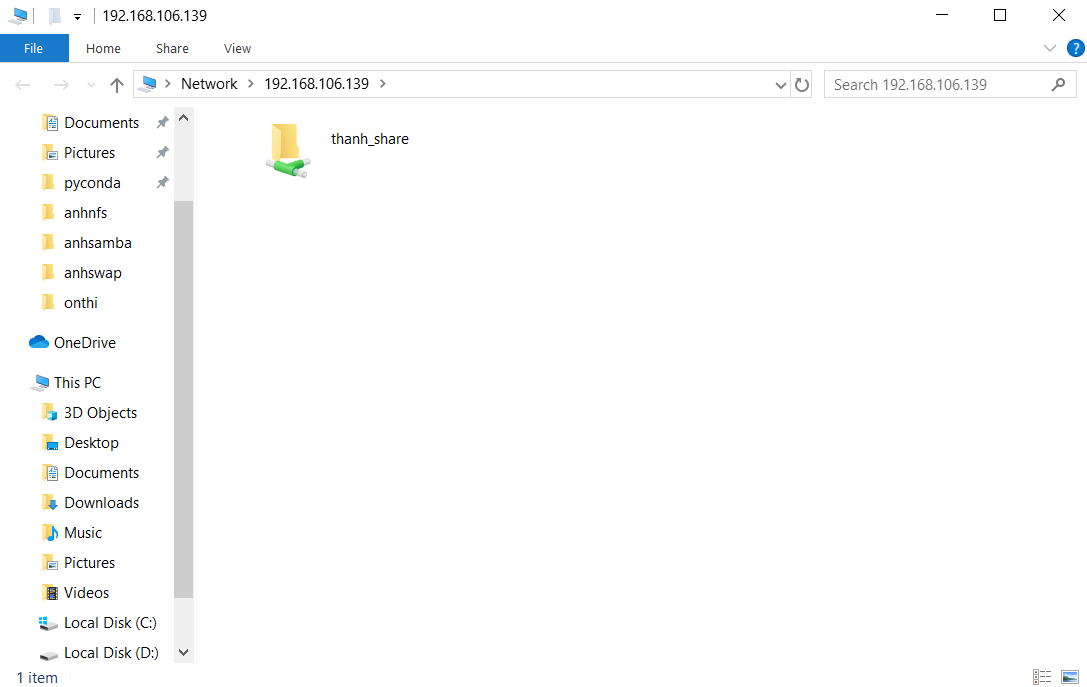 192.168.106.139
File Home Share View ?
Network 192.168.106.139 Search 192.168.106.139
Documents
Pictures
pyconda
anhnfs
anhsamba
anhswap
onthi
OneDrive
This PC
3D Objects
Desktop
Documents
Downloads
Music
Pictures
Videos
Local Disk (C:)
Local Disk (D:)
thanh_share
1 item